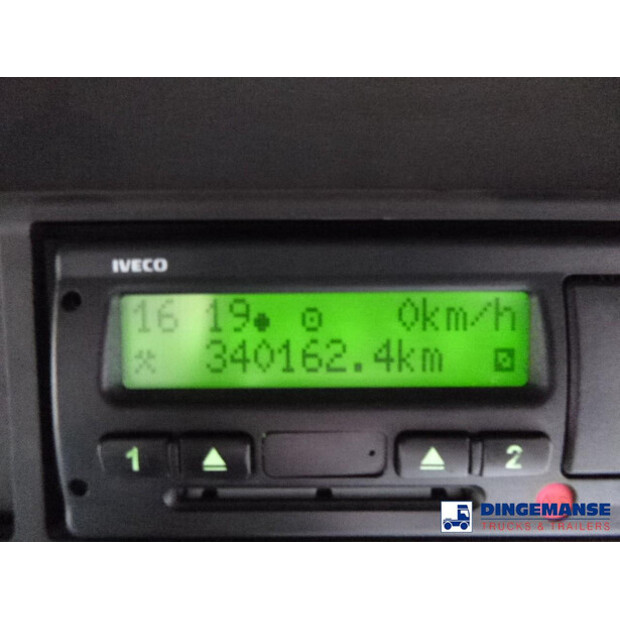 IVECO
16 19 0km/h
340162.4km
1 2
DINGEMANSE
TRUCKS & TRAILERS